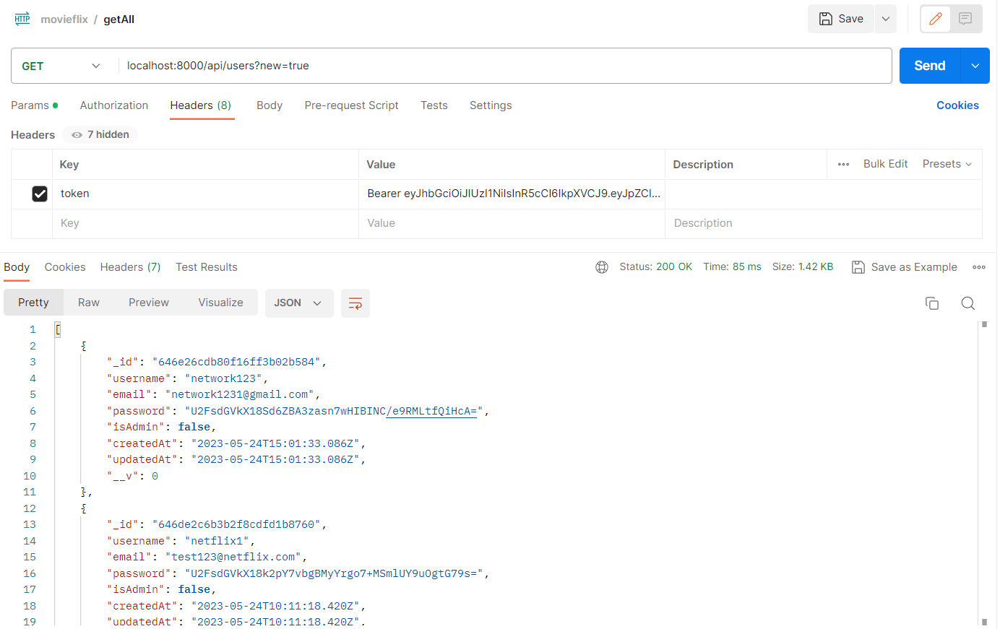 HTTP movieflix / getAll Save
GET localhost:8000/api/users?new=true Send
Params Authorization Headers (8) Body Pre-request Script Tests Settings Cookies
Headers 7 hidden
Key Value Description Bulk Edit Presets
token Bearer eyJhbGciOiJIUzI1NiIsInR5cCI6IkpXVCJ9.eyJpZCI...
Key Value Description
Body Cookies Headers (7) Test Results Status: 200 OK Time: 85 ms Size: 1.42 KB Save as Example
Pretty Raw Preview Visualize JSON
1 [
2 {
3 "_id": "646e26cdb80f16ff3b02b584",
4 "username": "network123",
5 "email": "network1231@gmail.com",
6 "password": "U2FsdGVkX18Sd6ZBA3zasn7wHIBINC/e9RMLtfQiHcA=",
7 "isAdmin": false,
8 "createdAt": "2023-05-24T15:01:33.086Z",
9 "updatedAt": "2023-05-24T15:01:33.086Z",
10 "__v": 0
11 },
12 {
13 "_id": "646de2c6b3b2f8cdfd1b8760",
14 "username": "netflix1",
15 "email": "test123@netflix.com",
16 "password": "U2FsdGVkX18k2pY7vbgBMyYrgo7+MSmlUY9uOgtG79s=",
17 "isAdmin": false,
18 "createdAt": "2023-05-24T10:11:18.420Z",
19 "updatedAt": "2023-05-24T10:11:18.420Z",